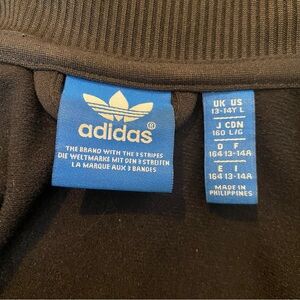 adidas®
THE BRAND WITH THE 3 STRIPES
DIE WELTMARKE MIT DEN 3 STREIFEN
LA MARQUE AUX 3 BANDES
UK US
13-14Y L
J CDN
160 L/G
D F
164 13-14A
E I
164 13-14A
MADE IN
PHILIPPINES